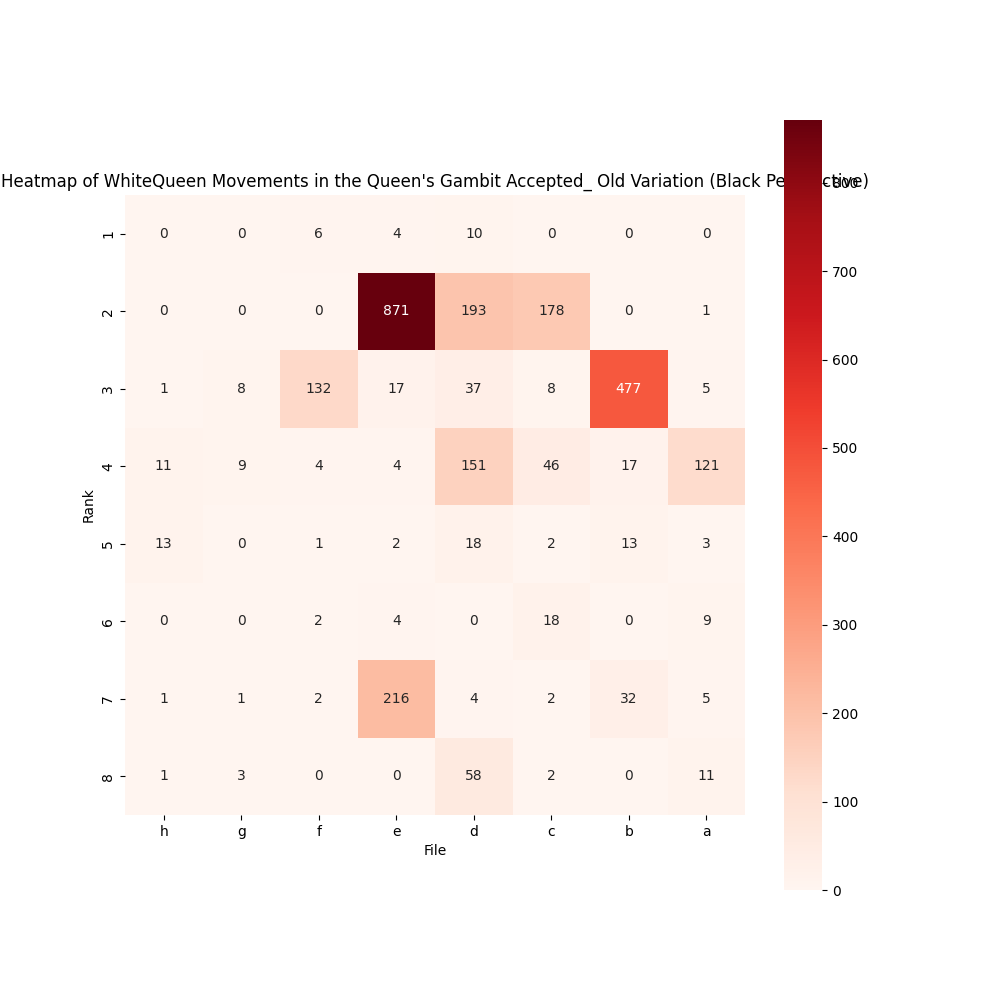 Heatmap of WhiteQueen Movements in the Queen's Gambit Accepted_ Old Variation (Black Perspective)
800
1 0 0 6 4 10 0 0 0
2 0 0 0 871 193 178 0 1
700
3 1 8 132 17 37 8 477 5
600
4 11 9 4 4 151 46 17 121
500
Rank
5 13 0 1 2 18 2 13 3
400
6 0 0 2 4 0 18 0 9
300
7 1 1 2 216 4 2 32 5
200
8 1 3 0 0 58 2 0 11
100
h g f e d c b a
File
0